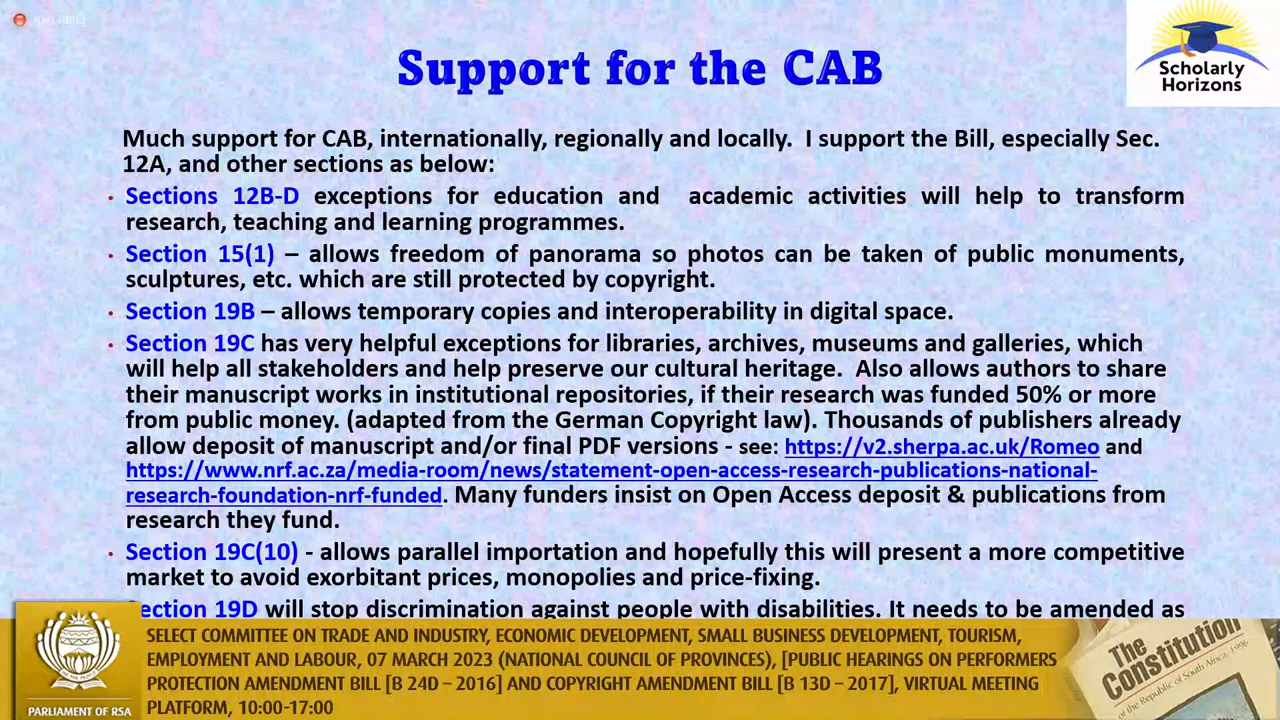 Recording
Support for the CAB
Scholarly
Horizons
Much support for CAB, internationally, regionally and locally. I support the Bill, especially Sec.
12A, and other sections as below:
• Sections 12B-D exceptions for education and academic activities will help to transform
research, teaching and learning programmes.
• Section 15(1) – allows freedom of panorama so photos can be taken of public monuments,
sculptures, etc. which are still protected by copyright.
• Section 19B – allows temporary copies and interoperability in digital space.
• Section 19C has very helpful exceptions for libraries, archives, museums and galleries, which
will help all stakeholders and help preserve our cultural heritage. Also allows authors to share
their manuscript works in institutional repositories, if their research was funded 50% or more
from public money. (adapted from the German Copyright law). Thousands of publishers already
allow deposit of manuscript and/or final PDF versions - see: https://v2.sherpa.ac.uk/Romeo and
https://www.nrf.ac.za/media-room/news/statement-open-access-research-publications-national-
research-foundation-nrf-funded. Many funders insist on Open Access deposit & publications from
research they fund.
• Section 19C(10) - allows parallel importation and hopefully this will present a more competitive
market to avoid exorbitant prices, monopolies and price-fixing.
Section 19D will stop discrimination against people with disabilities. It needs to be amended as
SELECT COMMITTEE ON TRADE AND INDUSTRY, ECONOMIC DEVELOPMENT, SMALL BUSINESS DEVELOPMENT, TOURISM,
EMPLOYMENT AND LABOUR, 07 MARCH 2023 (NATIONAL COUNCIL OF PROVINCES), [PUBLIC HEARINGS ON PERFORMERS
PROTECTION AMENDMENT BILL [B 24D – 2016] AND COPYRIGHT AMENDMENT BILL [B 13D – 2017], VIRTUAL MEETING
PLATFORM, 10:00-17:00
PARLIAMENT OF RSA
The
Constitution
of the Republic of South Africa, 1996